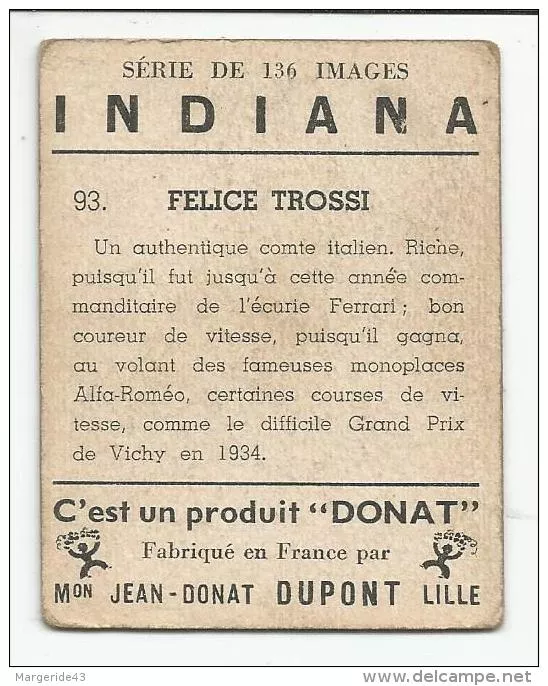 SÉRIE DE 136 IMAGES
INDIANA
93. FELICE TROSSI
Un authentique comte italien. Riche,
puisqu'il fut jusqu'à cette année com-
manditaire de l'écurie Ferrari ; bon
coureur de vitesse, puisqu'il gagna,
au volant des fameuses monoplaces
Alfa-Roméo, certaines courses de vi-
tesse, comme le difficile Grand Prix
de Vichy en 1934.
C'est un produit "DONAT"
Fabriqué en France par
MON JEAN-DONAT DUPONT LILLE
Margeride43
delcampe.net